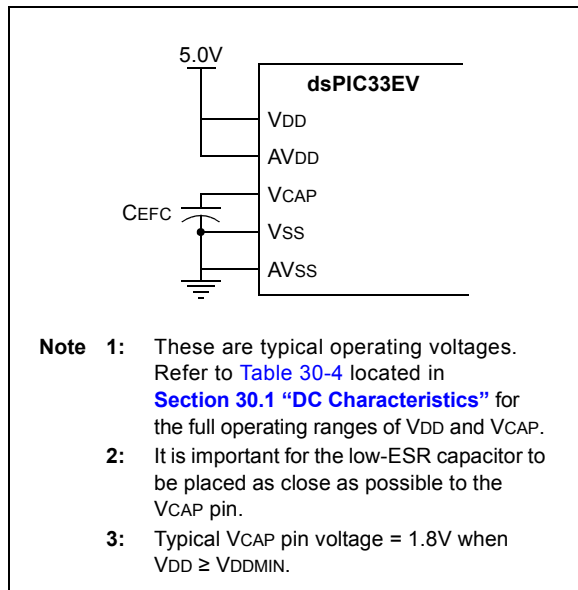 5.0V
dsPIC33EV
VDD
AVDD
VCAP
CEFC
VSS
AVSS
Note 1: These are typical operating voltages.
Refer to Table 30-4 located in
Section 30.1 “DC Characteristics” for
the full operating ranges of VDD and VCAP.
2: It is important for the low-ESR capacitor to
be placed as close as possible to the
VCAP pin.
3: Typical VCAP pin voltage = 1.8V when
VDD ≥ VDDMIN.